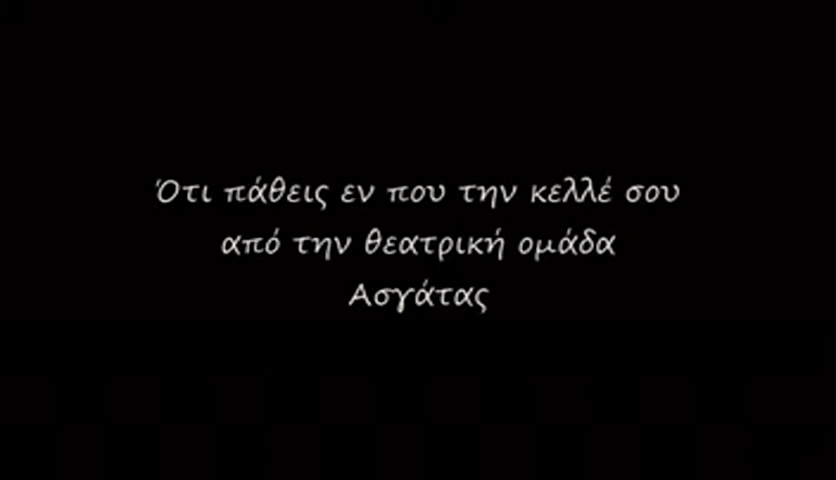 Ότι πάθεις εν που την κελλέ σου
από την θεατρική ομάδα
Ασγάτας